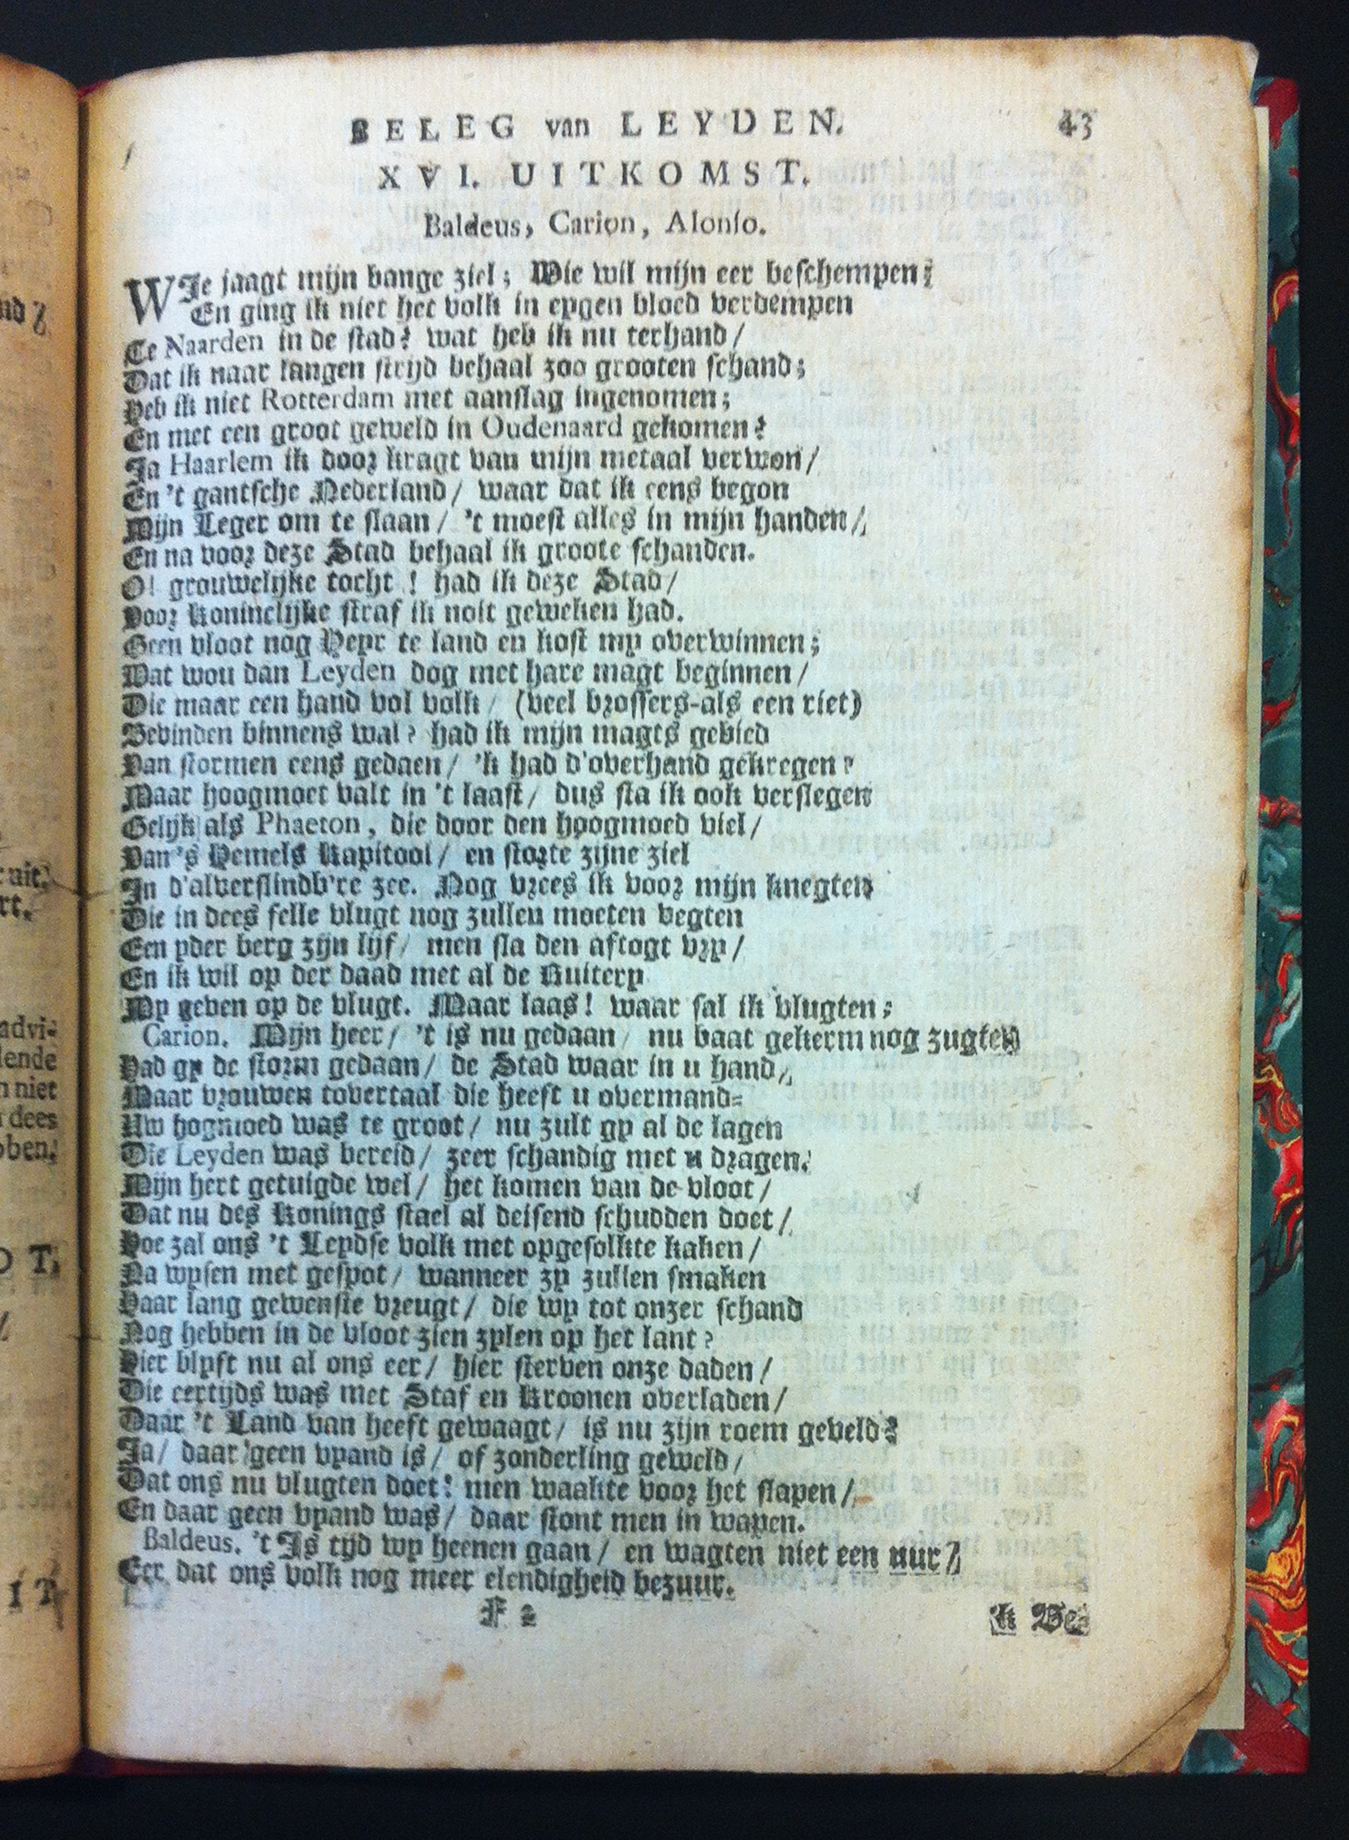 BELEG van LEYDEN. 43
XVI. UITKOMST.
Baldeus, Carion, Alonso.
WIe jaagt mijn bange ziel; Wie wil mijn eer beschempen?
En ging ik niet het volk in eygen bloed verdempen
Te Naarden in de stad? wat heb ik nu terhand/
Dat ik naar langen strijd behaal zoo grooten schand;
Heb ik niet Rotterdam met aanslag ingenomen;
En met een groot geweld in Oudenaard gekomen?
Ja Haarlem ik door kragt van mijn metaal verwon/
En 't gantsche Nederland/ waar dat ik eens begon
Mijn Leger om te slaan/ 't moest alles in mijn handen/
En na voor deze Stad behaal ik groote schanden.
O! grouwelijke tocht! had ik deze Stad/
Voor koninelijke straf ik noit geweken had.
Geen vloot nog Heyr te land en kost my overwinnen;
Wat wou dan Leyden dog met hare magt beginnen/
Die maar een hand vol volk/ (veel brossers-als een riet)
Bevinden binnens wal? had ik mijn magts gebied
Van stormen eens gedaen/ 'k had d'overhand gekregen?
Maar hoogmoet valt in 't laast/ dus sta ik ook verslegen
Gelijk als Phaeton, die door den hoogmoed viel/
Van 's Hemels Kapitool/ en storte zijne ziel
In d'alverslindb're zee. Nog vrees ik voor mijn knegten
Die in dees felle vlugt nog zullen moeten vegten
Een yder berg zijn lijf/ men sla den aftogt vry/
En ik wil op der daad met al de Ruitery
My geven op de vlugt. Maar laas! waar sal ik vlugten;
Carion. Mijn heer/ 't is nu gedaan/ nu baat gekerm nog zugten
Had gy de storm gedaan/ de Stad waar in u hand/
Maar vrouwen tovertaal die heeft u overmand-
Uw hogmoed was te groot/ nu zult gy al de lagen
Die Leyden was bereid/ zeer schandig met u dragen.
Mijn hert getuigde wel/ het komen van de vloot/
Dat nu des Konings stael al deisend schudden doet/
Hoe zal ons 't Leydse volk met opgesolkte kaken/
Na wysen met gespot/ wanneer zy zullen smaken
Haar lang gewenste vreugt/ die wy tot onzer schand
Nog hebben in de vloot zien zylen op het lant?
Hier blyft nu al ons eer/ hier sterven onze daden/
Die eertijds was met Staf en Kroonen overladen/
Daar 't Land van heeft gewaagt/ is nu zijn roem geveld?
Ja/ daar geen vyand is/ of zonderling geweld/
Dat ons nu vlugten doet! men waakte voor het slapen/
En daar geen vyand was/ daar stont men in wapen.
Baldeus. 't Is tijd wy heenen gaan/ en wagten niet een uur/
Eer dat ons volk nog meer elendigheid bezuur.
F 2 k Be-